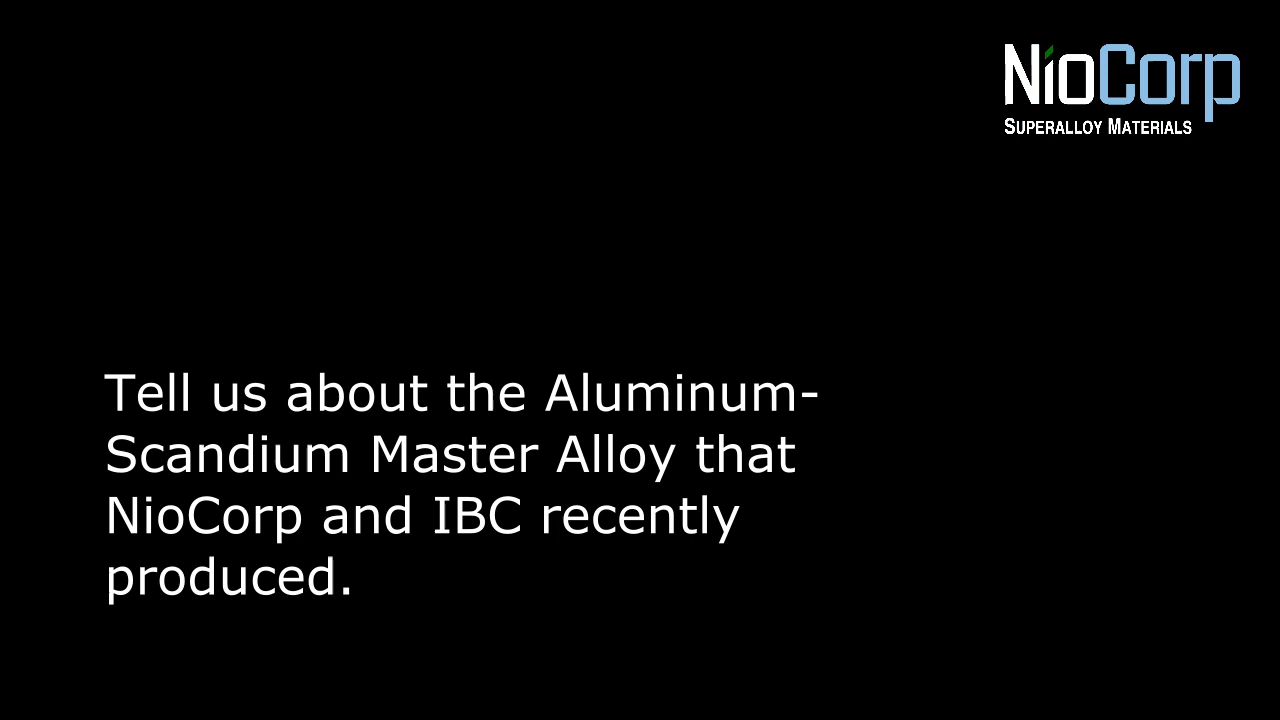 NioCorp
SUPERALLOY MATERIALS
Tell us about the Aluminum-
Scandium Master Alloy that
NioCorp and IBC recently
produced.